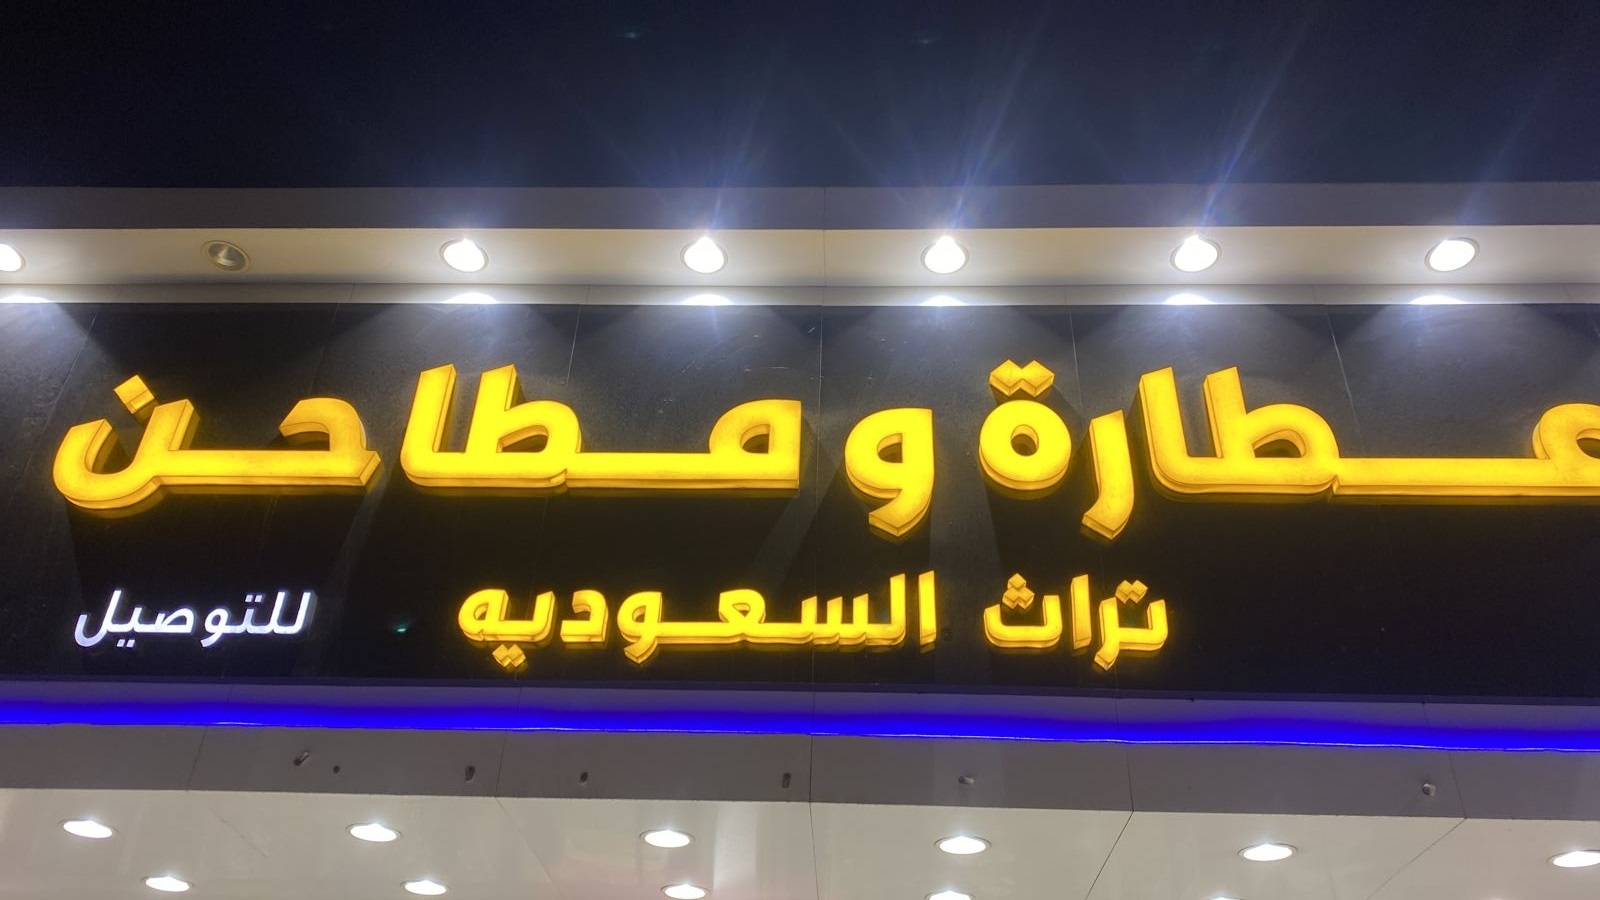 عطارة ومطاحن
تراث السعوديه
للتوصيل